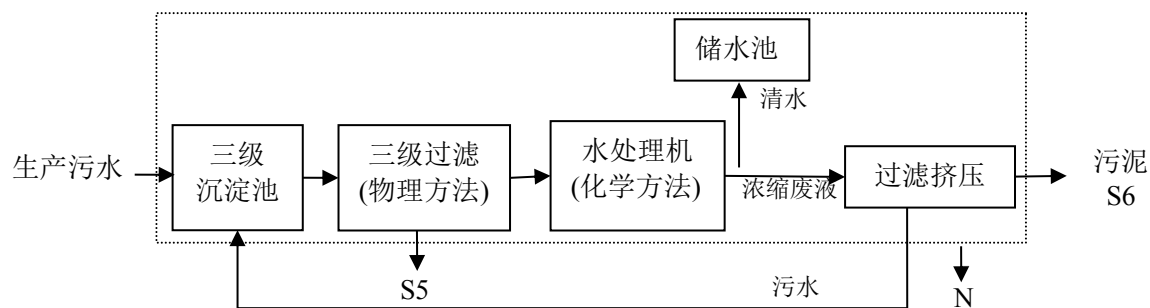 储水池
清水
生产污水
三级
沉淀池
三级过滤
(物理方法)
水处理机
(化学方法)
浓缩废液
过滤挤压
污泥
S6
S5
污水
N